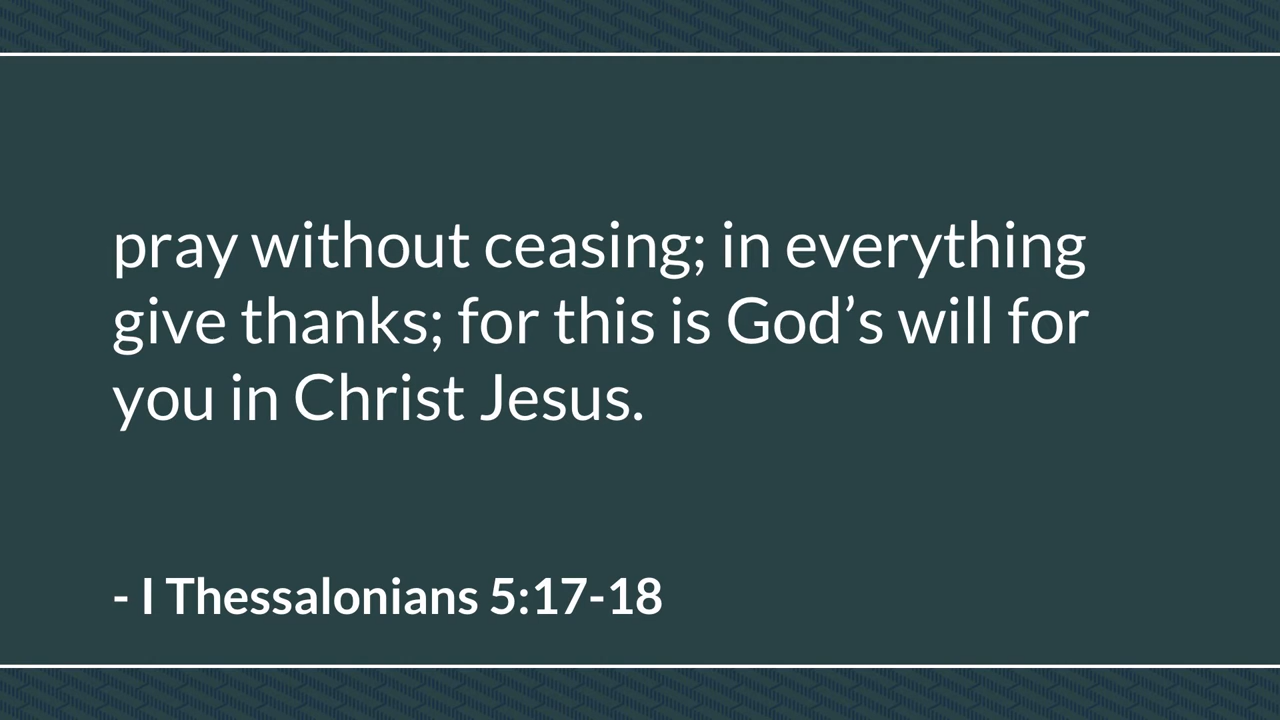 pray without ceasing; in everything
give thanks; for this is God’s will for
you in Christ Jesus.
- I Thessalonians 5:17-18